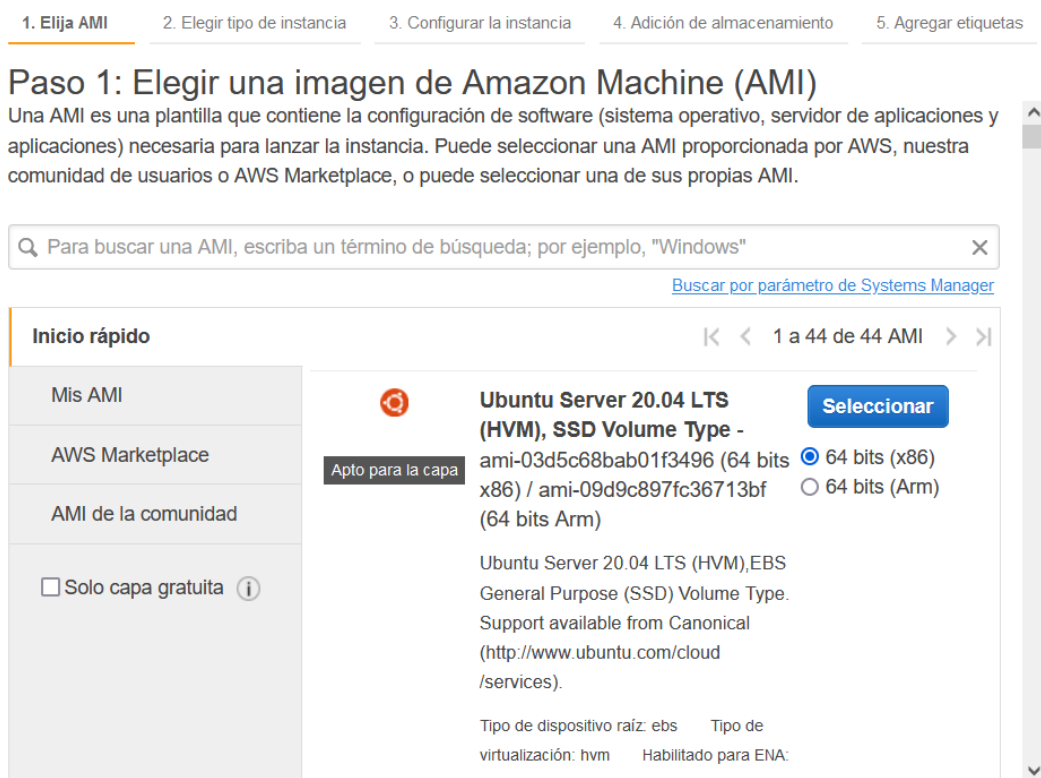 1. Elija AMI
2. Elegir tipo de instancia
3. Configurar la instancia
4. Adición de almacenamiento
5. Agregar etiquetas
Paso 1: Elegir una imagen de Amazon Machine (AMI)
Una AMI es una plantilla que contiene la configuración de software (sistema operativo, servidor de aplicaciones y
aplicaciones) necesaria para lanzar la instancia. Puede seleccionar una AMI proporcionada por AWS, nuestra
comunidad de usuarios o AWS Marketplace, o puede seleccionar una de sus propias AMI.
Para buscar una AMI, escriba un término de búsqueda; por ejemplo, "Windows"
Buscar por parámetro de Systems Manager
Inicio rápido
1 a 44 de 44 AMI
Mis AMI
AWS Marketplace
AMI de la comunidad
Solo capa gratuita
Apto para la capa
Ubuntu Server 20.04 LTS
(HVM), SSD Volume Type -
ami-03d5c68bab01f3496 (64 bits
x86) / ami-09d9c897fc36713bf
(64 bits Arm)
Seleccionar
64 bits (x86)
64 bits (Arm)
Ubuntu Server 20.04 LTS (HVM),EBS
General Purpose (SSD) Volume Type.
Support available from Canonical
(http://www.ubuntu.com/cloud
/services).
Tipo de dispositivo raíz: ebs Tipo de
virtualización: hvm Habilitado para ENA: